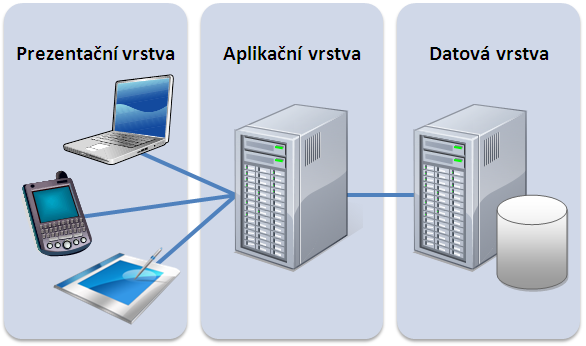 Prezentační vrstva
Aplikační vrstva
Datová vrstva